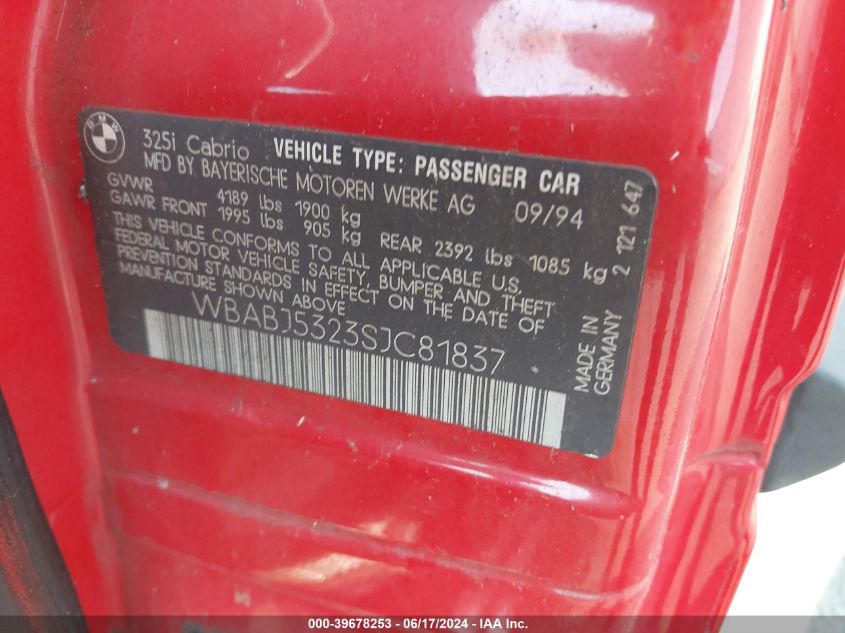 BMW
325i Cabrio VEHICLE TYPE: PASSENGER CAR
MFD BY BAYERISCHE MOTOREN WERKE AG 09/94
GVWR 4189 lbs 1900 kg
GAWR FRONT 1995 lbs 905 kg REAR 2392 lbs 1085 kg
THIS VEHICLE CONFORMS TO ALL APPLICABLE U.S.
FEDERAL MOTOR VEHICLE SAFETY, BUMPER AND THEFT
PREVENTION STANDARDS IN EFFECT ON THE DATE OF
MANUFACTURE SHOWN ABOVE
WBABJ5323SJC81837
MADE IN
GERMANY
2 121 647
000-39678253 / 06/17/2024 / IAAI.COM